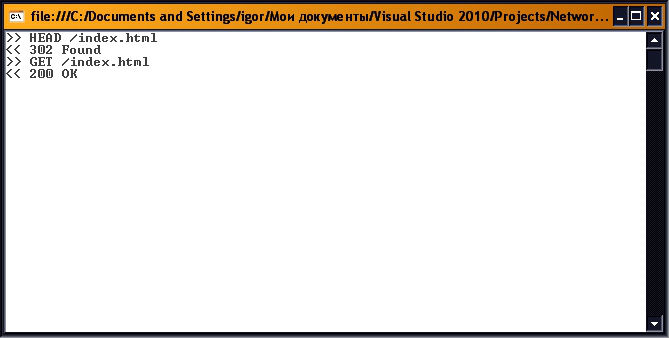 file:///C:/Documents and Settings/igor/Мои документы/Visual Studio 2010/Projects/Networ...
>> HEAD /index.html
<< 302 Found
>> GET /index.html
<< 200 OK